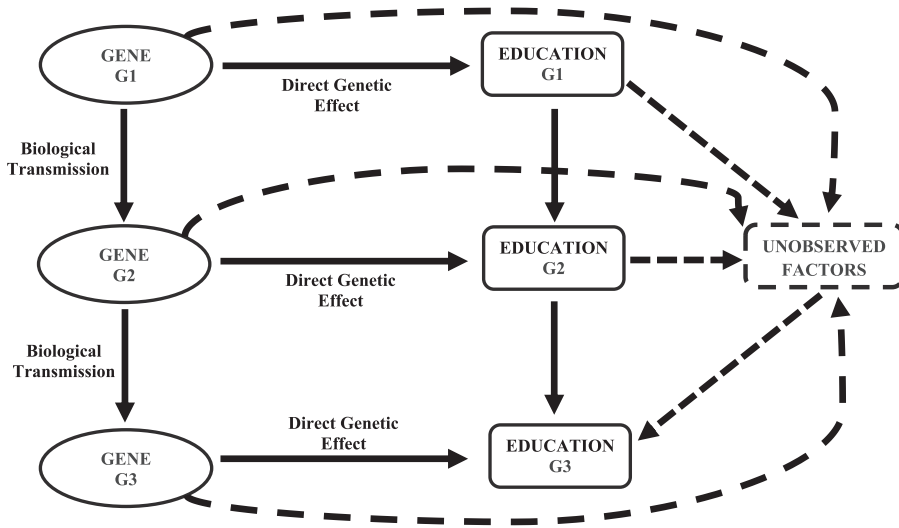 GENE
G1
EDUCATION
G1
Direct Genetic
Effect
Biological
Transmission
GENE
G2
EDUCATION
G2
UNOBSERVED
FACTORS
Direct Genetic
Effect
Biological
Transmission
Direct Genetic
Effect
GENE
G3
EDUCATION
G3